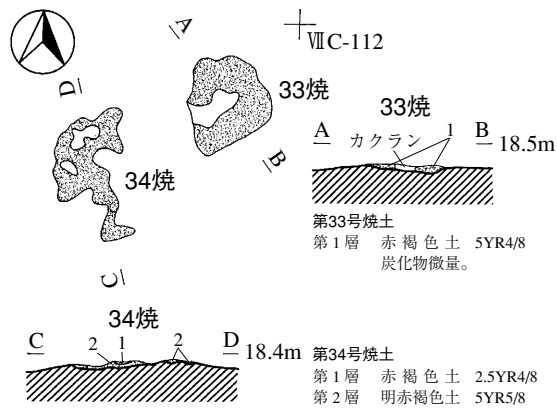 A
ⅦC-112
D
33焼
B
34焼
C
33焼
A カクラン 1 B 18.5m
第33号焼土
第1層 赤褐色土 5YR4/8
炭化物微量。
34焼
C 2 1 2 D 18.4m
第34号焼土
第1層 赤褐色土 2.5YR4/8
第2層 明赤褐色土 5YR5/8